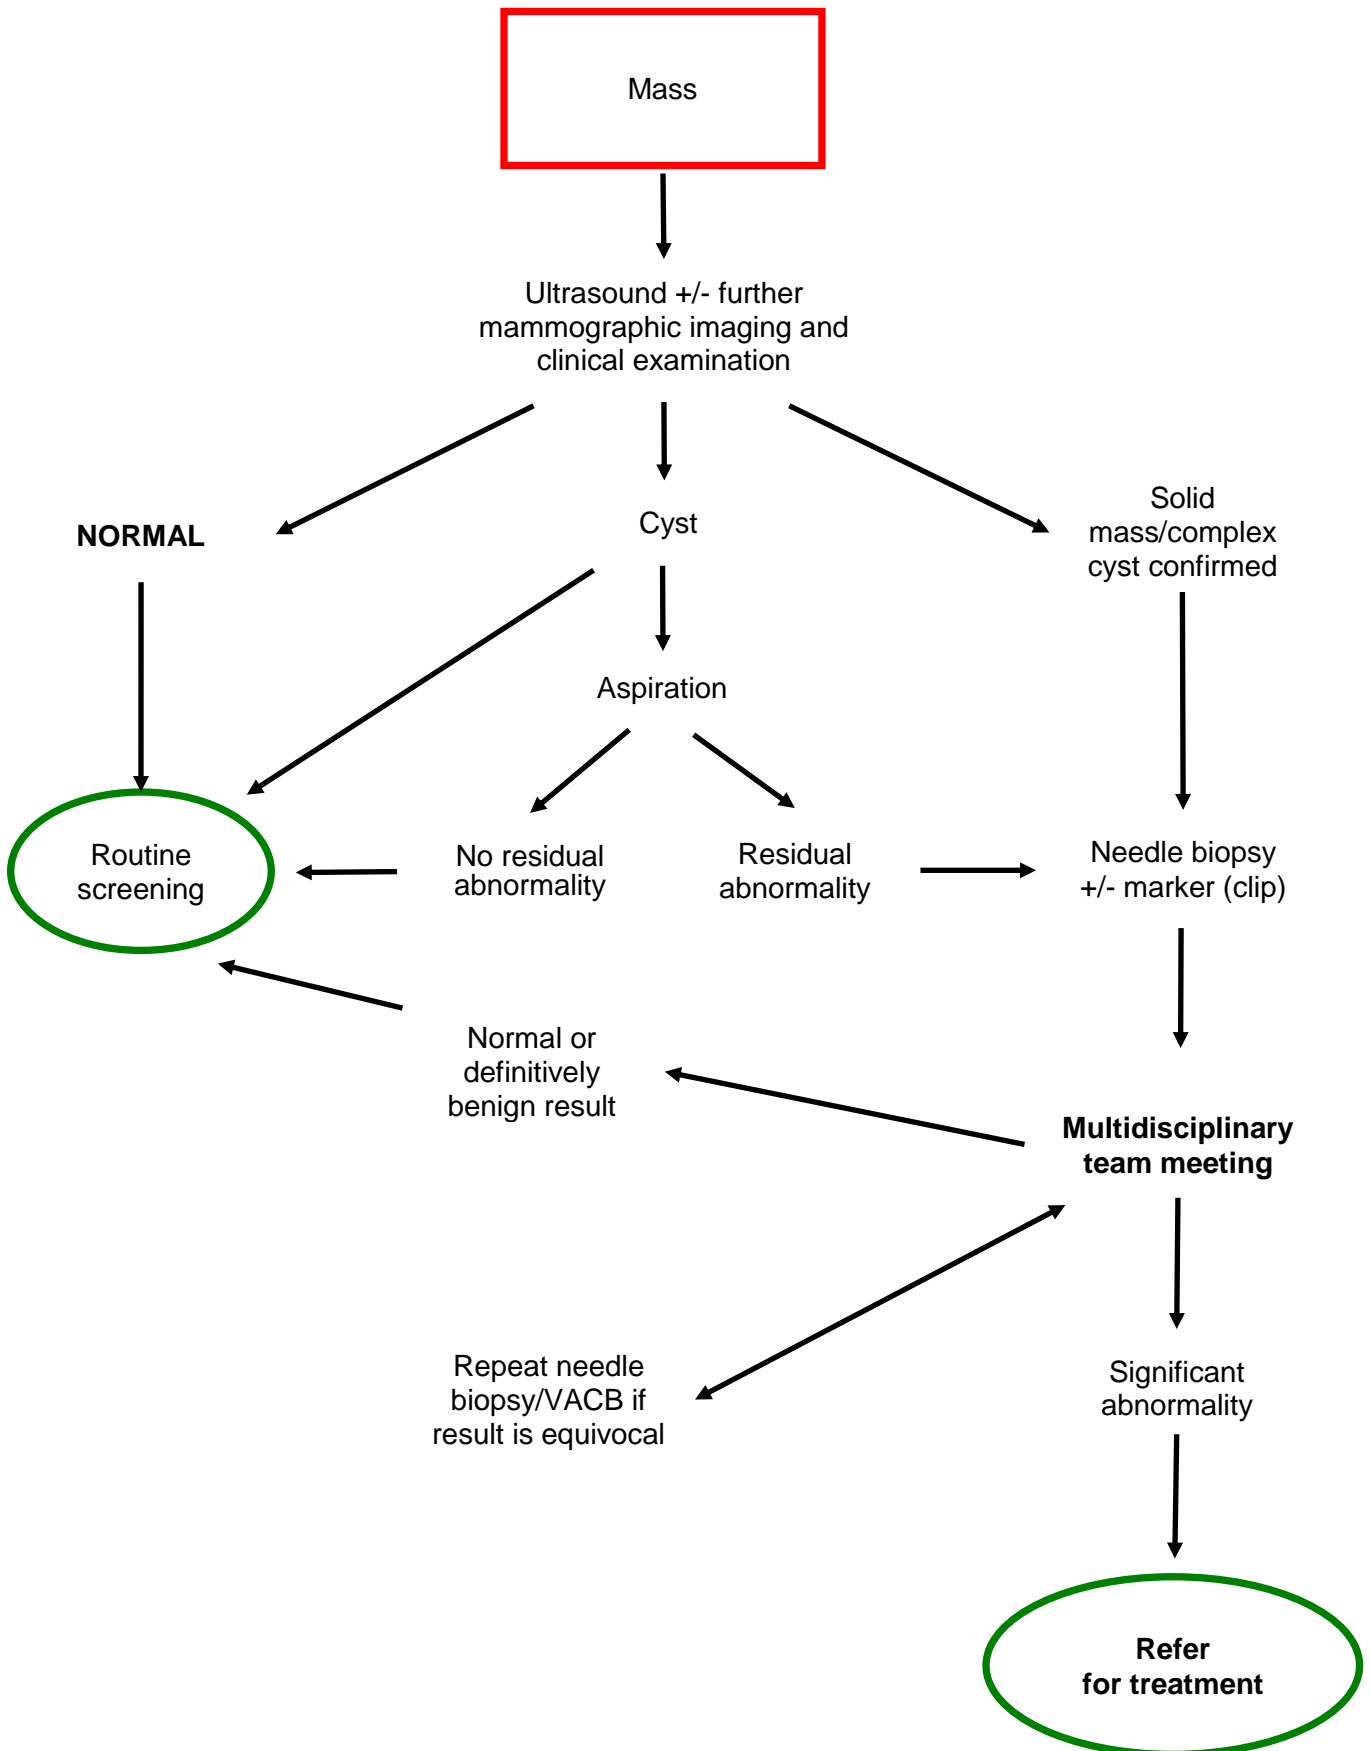 Mass
Ultrasound +/- further
mammographic imaging and
clinical examination
NORMAL
Cyst
Solid
mass/complex
cyst confirmed
Aspiration
Routine
screening
No residual
abnormality
Residual
abnormality
Needle biopsy
+/- marker (clip)
Normal or
definitively
benign result
Multidisciplinary
team meeting
Repeat needle
biopsy/VACB if
result is equivocal
Significant
abnormality
Refer
for treatment